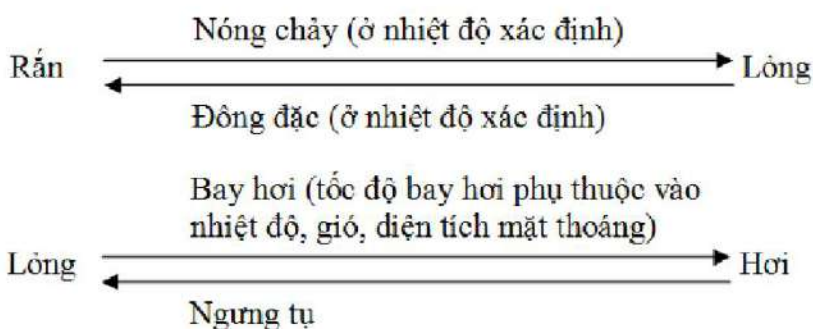 Nóng chảy (ở nhiệt độ xác định)
Rắn
Lỏng
Đông đặc (ở nhiệt độ xác định)
Bay hơi (tốc độ bay hơi phụ thuộc vào
nhiệt độ, gió, diện tích mặt thoáng)
Lỏng
Hơi
Ngưng tụ